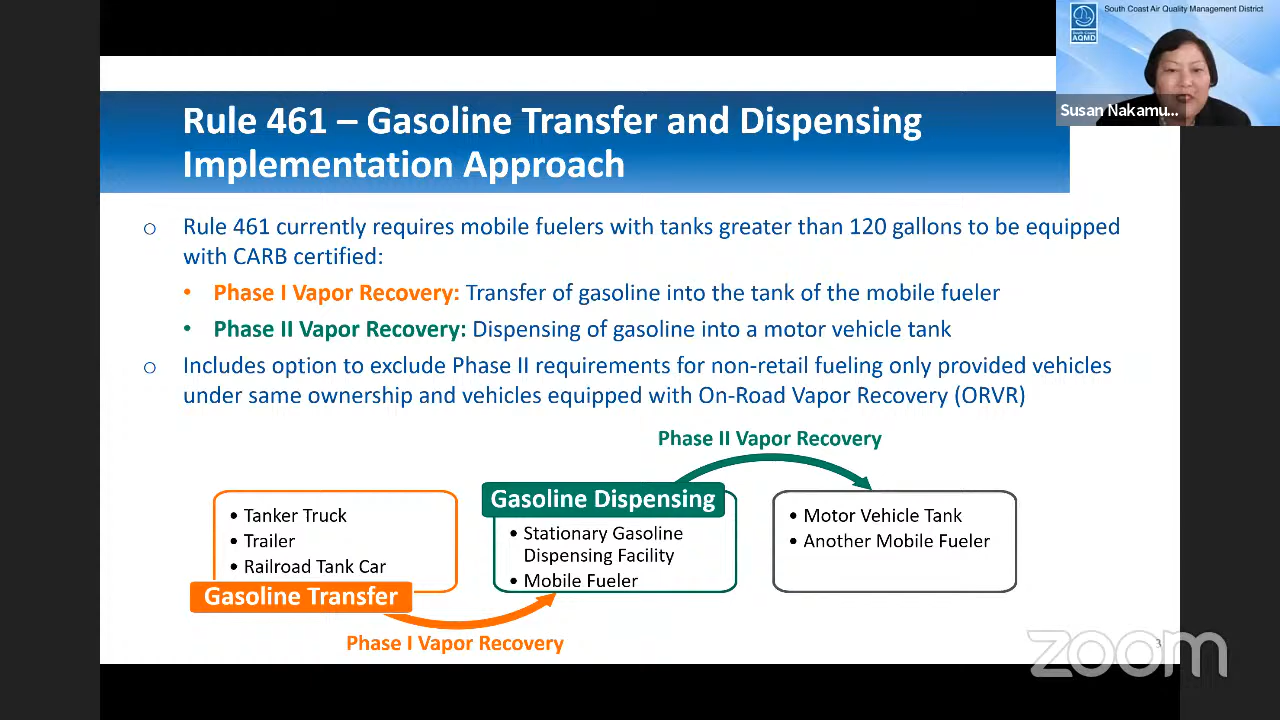 South Coast Air Quality Management District
South Coast
AQMD
Susan Nakamu...
Rule 461 – Gasoline Transfer and Dispensing
Implementation Approach
o Rule 461 currently requires mobile fuelers with tanks greater than 120 gallons to be equipped
with CARB certified:
• Phase I Vapor Recovery: Transfer of gasoline into the tank of the mobile fueler
• Phase II Vapor Recovery: Dispensing of gasoline into a motor vehicle tank
o Includes option to exclude Phase II requirements for non-retail fueling only provided vehicles
under same ownership and vehicles equipped with On-Road Vapor Recovery (ORVR)
Phase II Vapor Recovery
• Tanker Truck
• Trailer
• Railroad Tank Car
Gasoline Transfer
Gasoline Dispensing
• Stationary Gasoline
Dispensing Facility
• Mobile Fueler
• Motor Vehicle Tank
• Another Mobile Fueler
Phase I Vapor Recovery
3
zoom